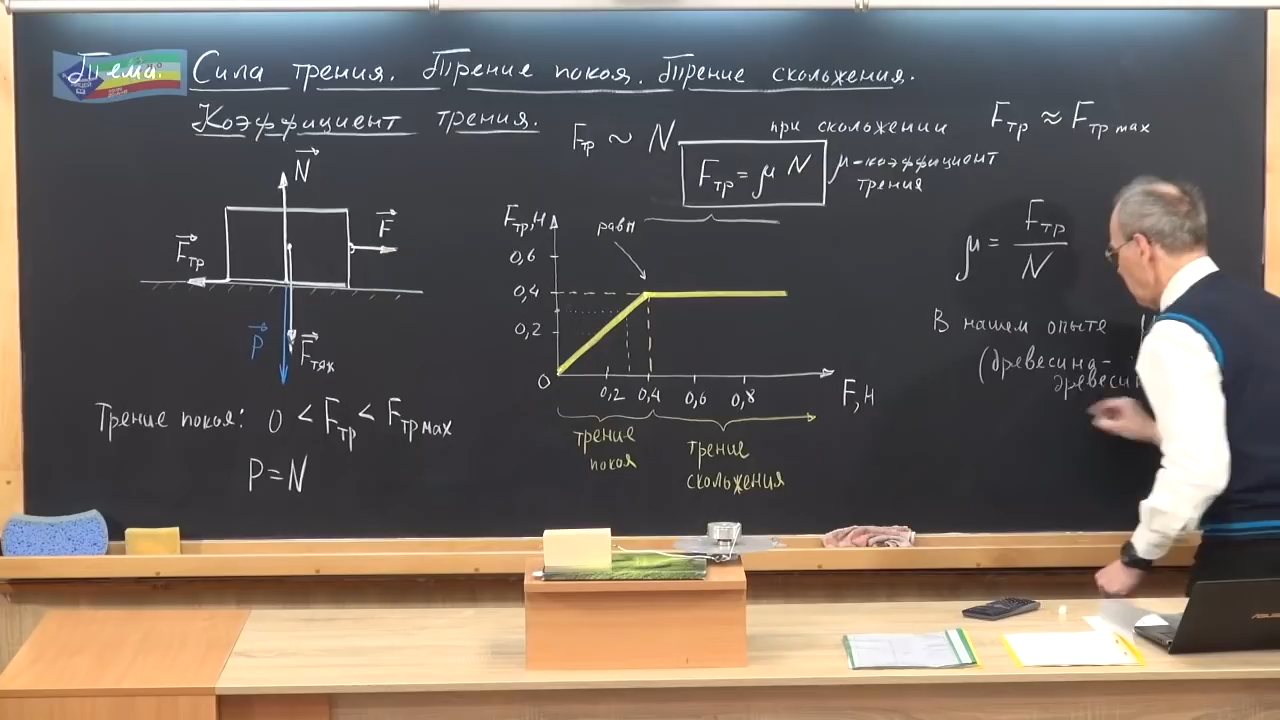 Тема. Сила трения. Трение покоя. Трение скольжения.
Коэффициент трения.
Fтр ~ N
при скольжении
Fтр ≈ Fтр max
Fтр = μN
μ - коэффициент
трения
N
F
Fтр
P
Fтяж
Трение покоя: 0 < Fтр < Fтр max
P = N
Fтр, Н
равн
0,6
0,4
0,2
0
0,2 0,4 0,6 0,8
F, Н
трение
покоя
трение
скольжения
μ = Fтр / N
В нашем опыте
(древесина-
древесин